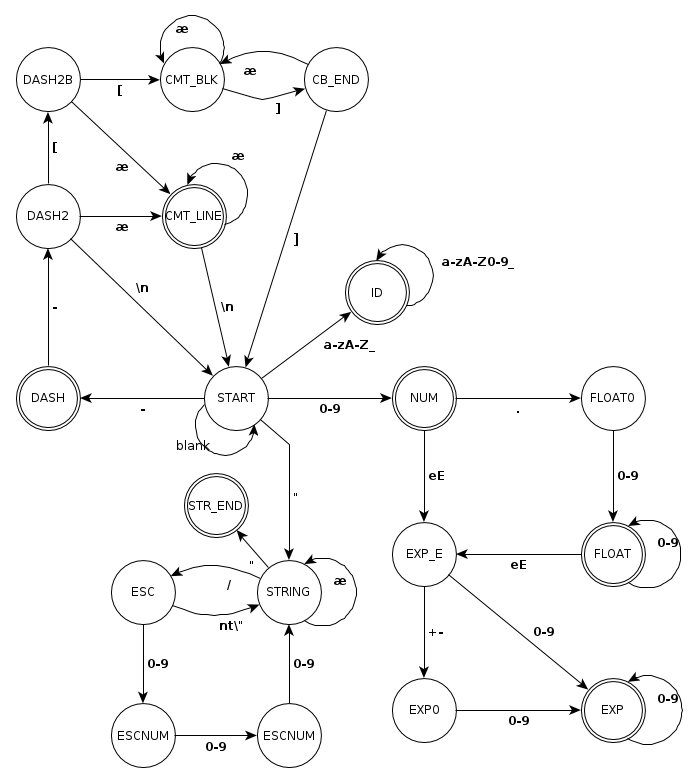 æ
DASH2B
CMT_BLK
æ
CB_END
[
]
[
æ
æ
DASH2
CMT_LINE
æ
]
a-zA-Z0-9_
\n
ID
-
\n
a-zA-Z_
DASH
-
START
0-9
NUM
.
FLOAT0
blank
eE
0-9
STR_END
"
0-9
EXP_E
FLOAT
"
eE
ESC
/
STRING
æ
nt\"
+-
0-9
0-9
0-9
0-9
EXP0
EXP
0-9
ESCNUM
0-9
ESCNUM